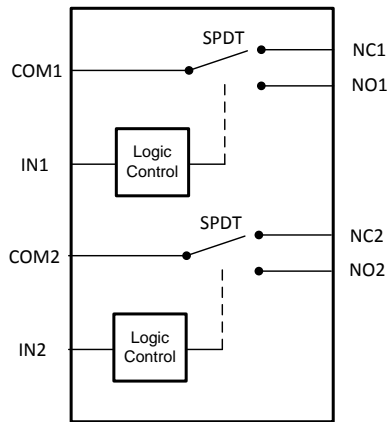 SPDT
NC1
COM1
NO1
IN1
Logic
Control
SPDT
NC2
COM2
NO2
IN2
Logic
Control